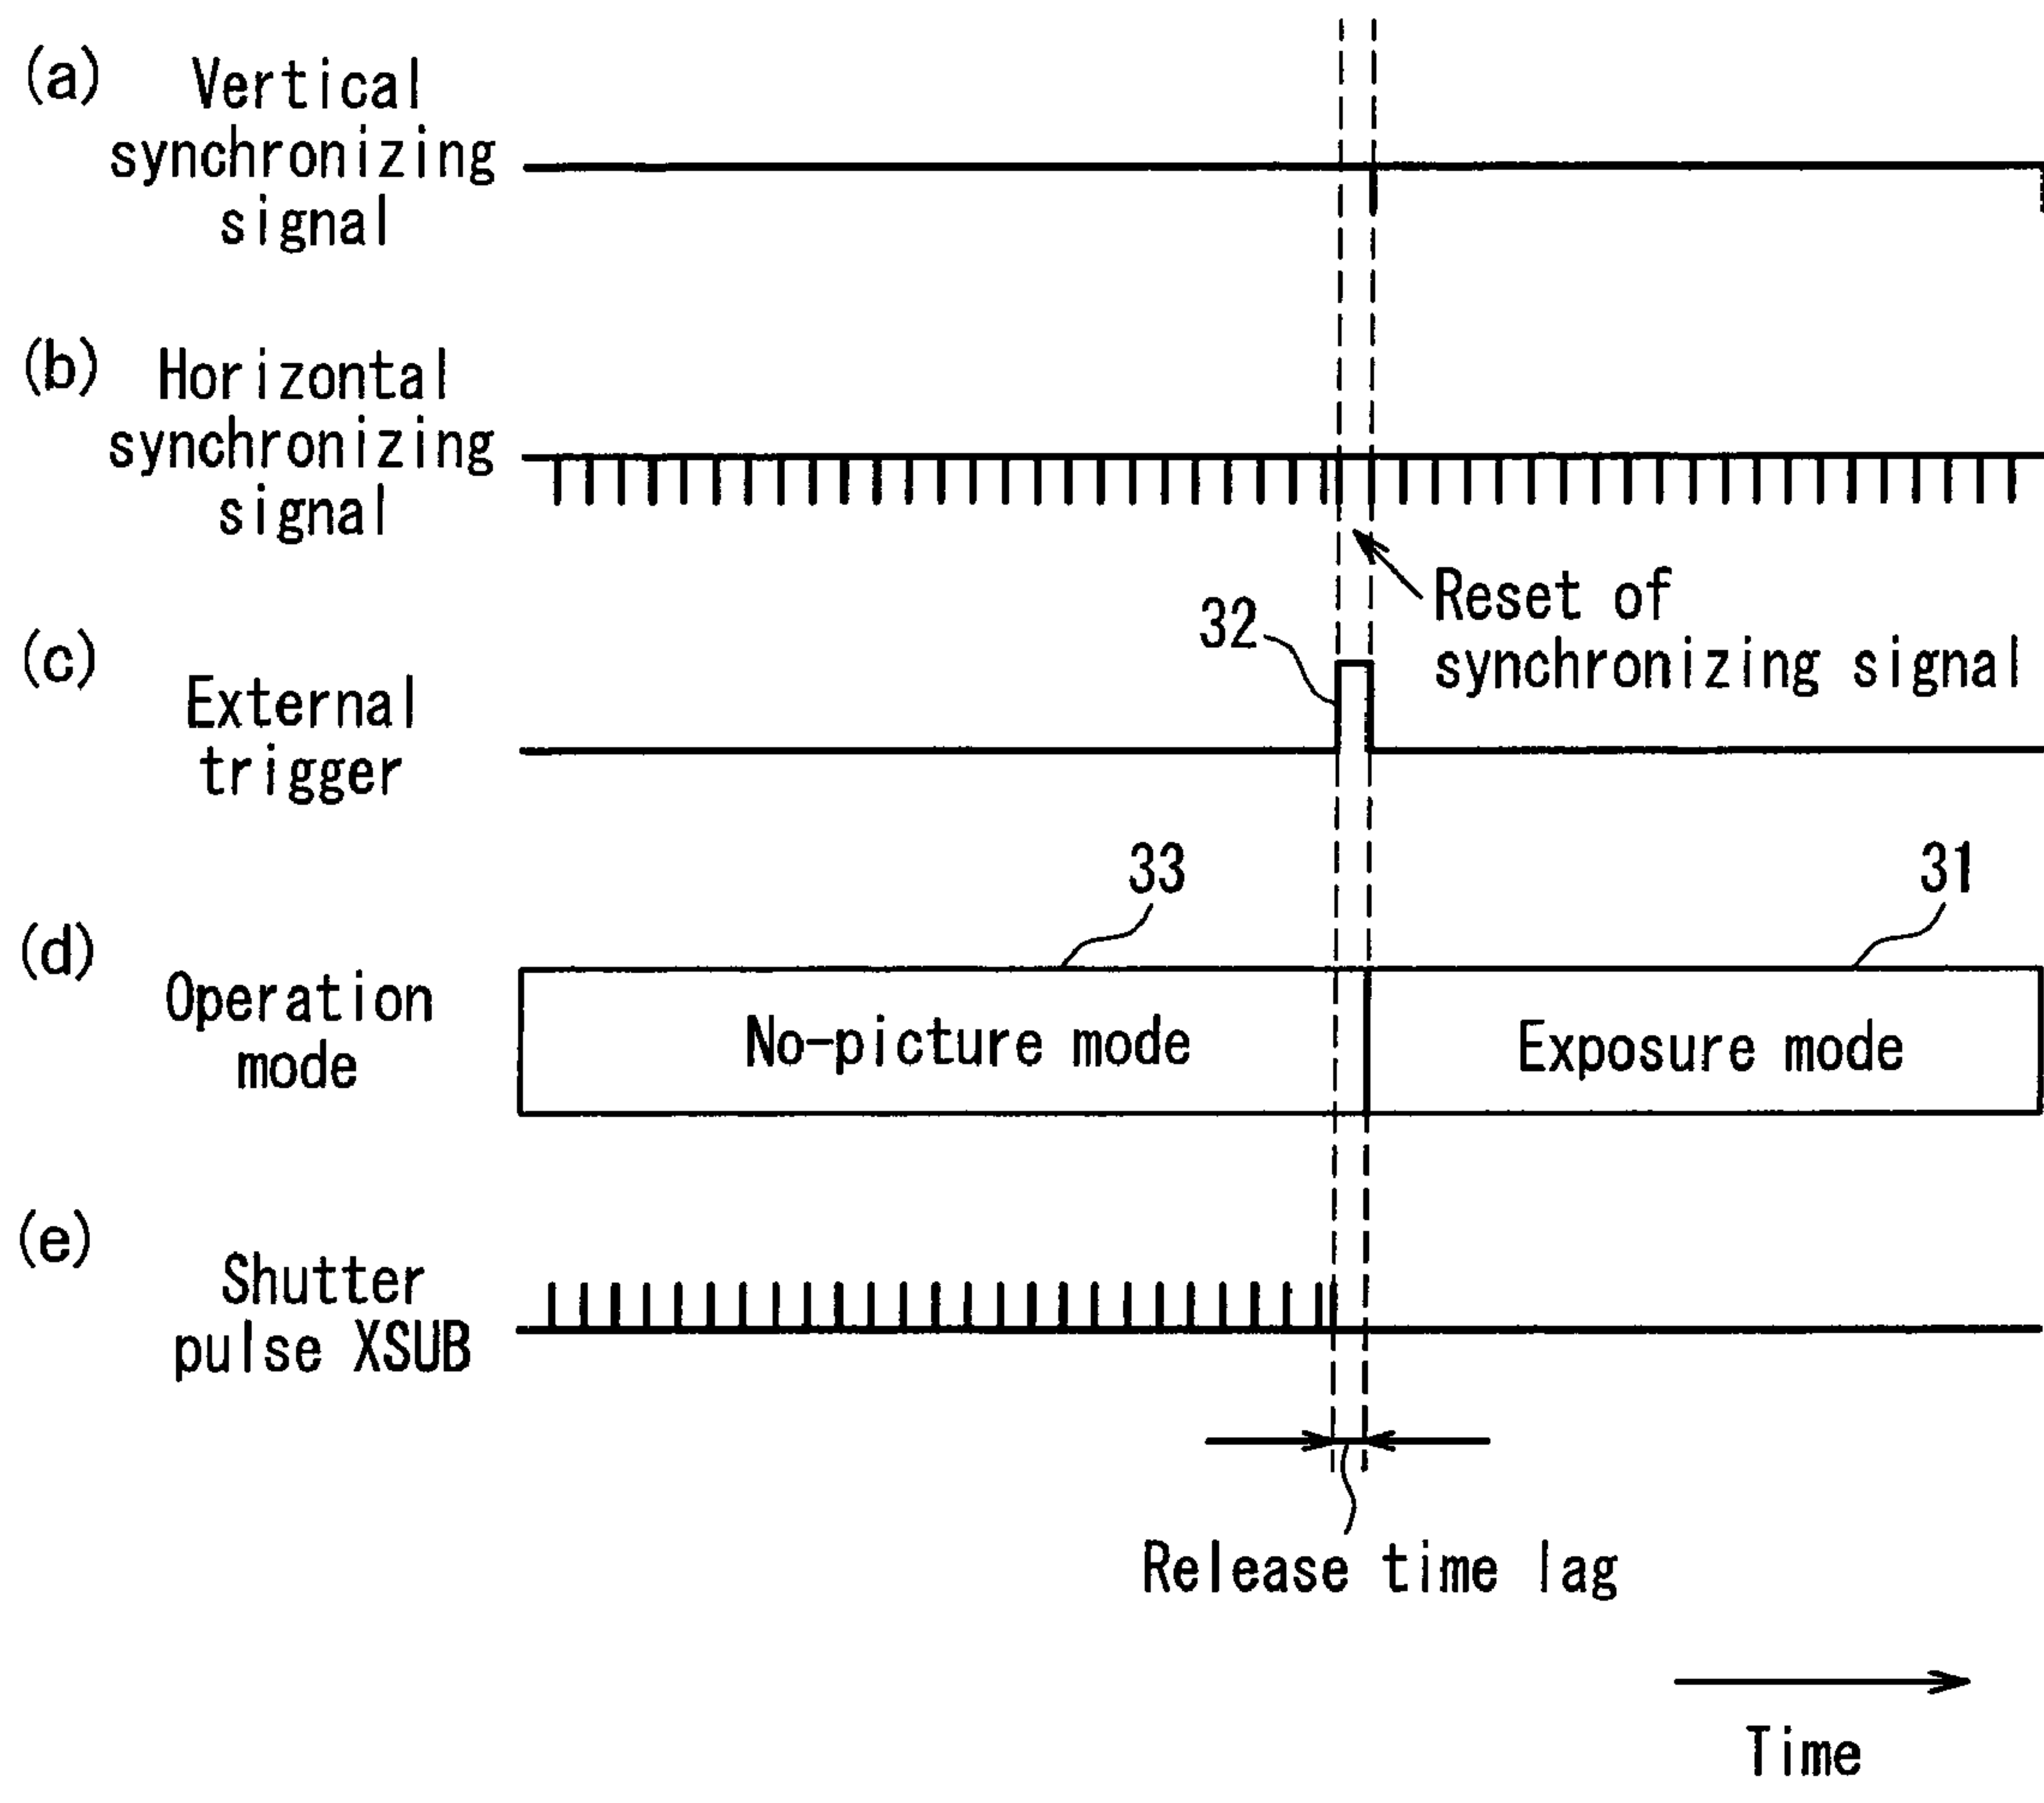 (a) Vertical
synchronizing
signal
(b) Horizontal
synchronizing
signal
Reset of
synchronizing signal
32
(c) External
trigger
33
31
(d) Operation
mode
No-picture mode
Exposure mode
(e) Shutter
pulse XSUB
Release time lag
Time